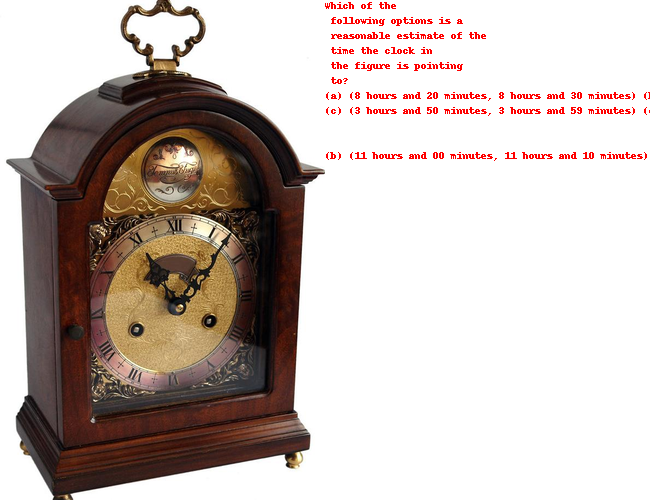 Which of the
following options is a
reasonable estimate of the
time the clock in
the figure is pointing
to?
(a) (8 hours and 20 minutes, 8 hours and 30 minutes)
(c) (3 hours and 50 minutes, 3 hours and 59 minutes)
(b) (11 hours and 00 minutes, 11 hours and 10 minutes)
XII
I
XI